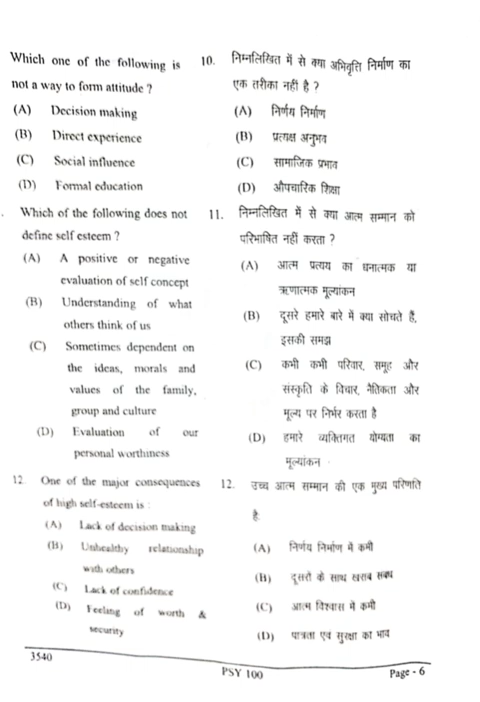 Which one of the following is
not a way to form attitude ?
(A) Decision making
(B) Direct experience
(C) Social influence
(D) Formal education
Which of the following does not
define self esteem ?
(A) A positive or negative
evaluation of self concept
(B) Understanding of what
others think of us
(C) Sometimes dependent on
the ideas, morals and
values of the family,
group and culture
(D) Evaluation of our
personal worthiness
12. One of the major consequences
of high self-esteem is :
(A) Lack of decision making
(B) Unhealthy relationship
with others
(C) Lack of confidence
(D) Feeling of worth &
security
10. निम्नलिखित में से क्या अभिवृत्ति निर्माण का
एक तरीका नहीं है ?
(A) निर्णय निर्माण
(B) प्रत्यक्ष अनुभव
(C) सामाजिक प्रभाव
(D) औपचारिक शिक्षा
11. निम्नलिखित में से क्या आत्म सम्मान को
परिभाषित नहीं करता ?
(A) आत्म प्रत्यय का धनात्मक या
ऋणात्मक मूल्यांकन
(B) दूसरे हमारे बारे में क्या सोचते हैं,
इसकी समझ
(C) कभी कभी परिवार, समूह और
संस्कृति के विचार, नैतिकता और
मूल्य पर निर्भर करता है
(D) हमारे व्यक्तिगत योग्यता का
मूल्यांकन
12. उच्च आत्म सम्मान की एक मुख्य परिणति
है
(A) निर्णय निर्माण में कमी
(B) दूसरों के साथ खराब संबंध
(C) आत्म विश्वास में कमी
(D) पात्रता एवं सुरक्षा का भाव
3540
PSY 100
Page - 6